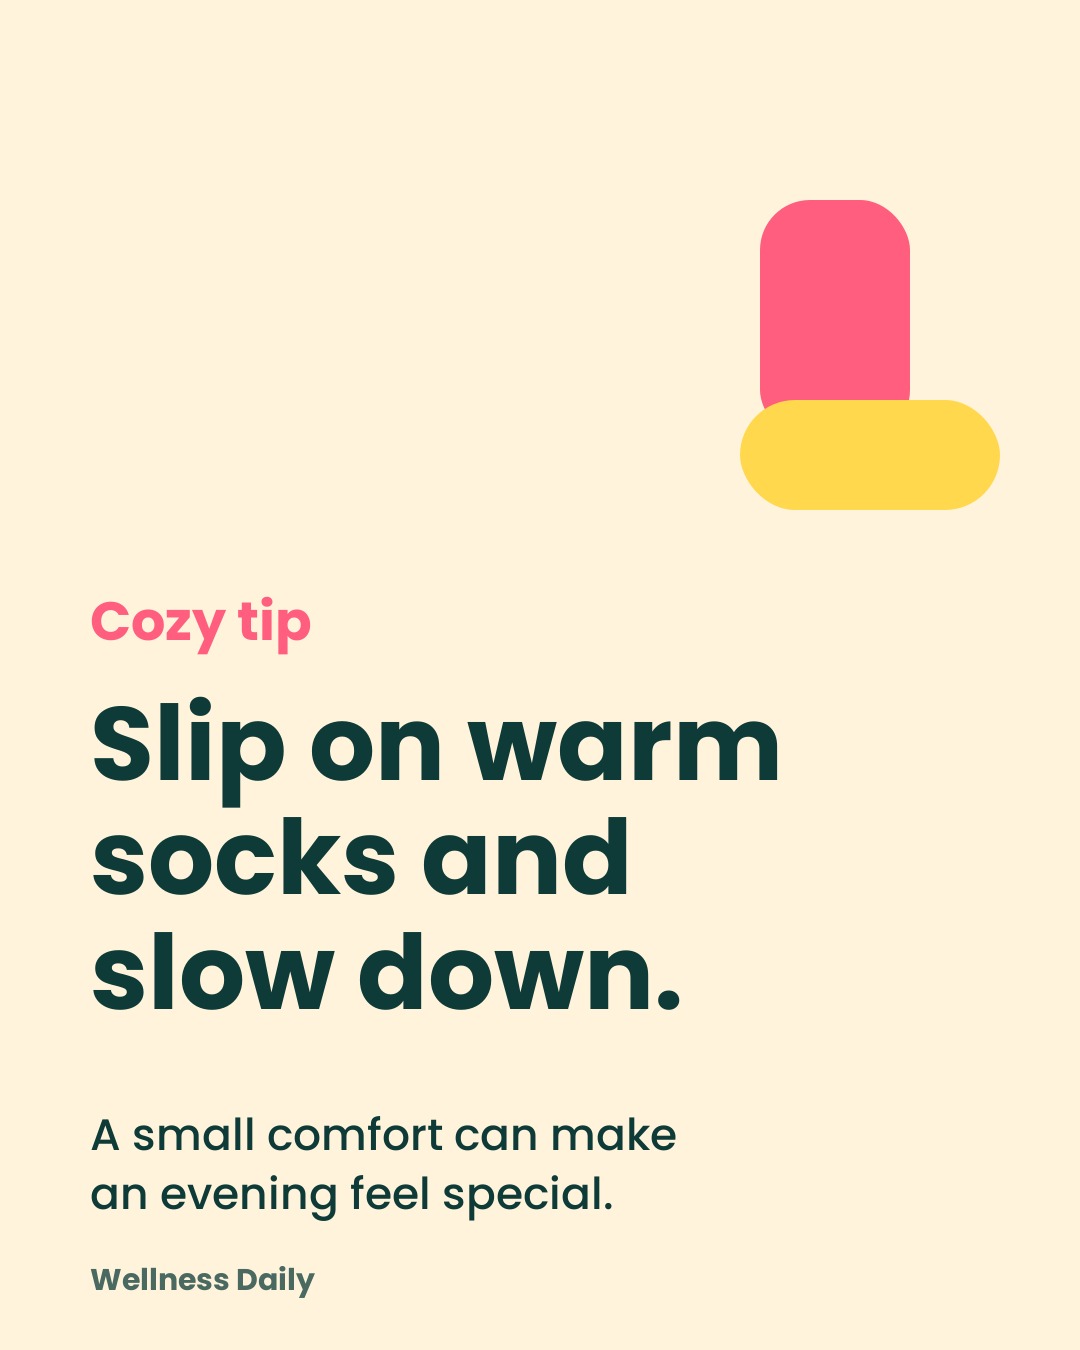 Cozy tip
Slip on warm
socks and
slow down.
A small comfort can make
an evening feel special.
Wellness Daily